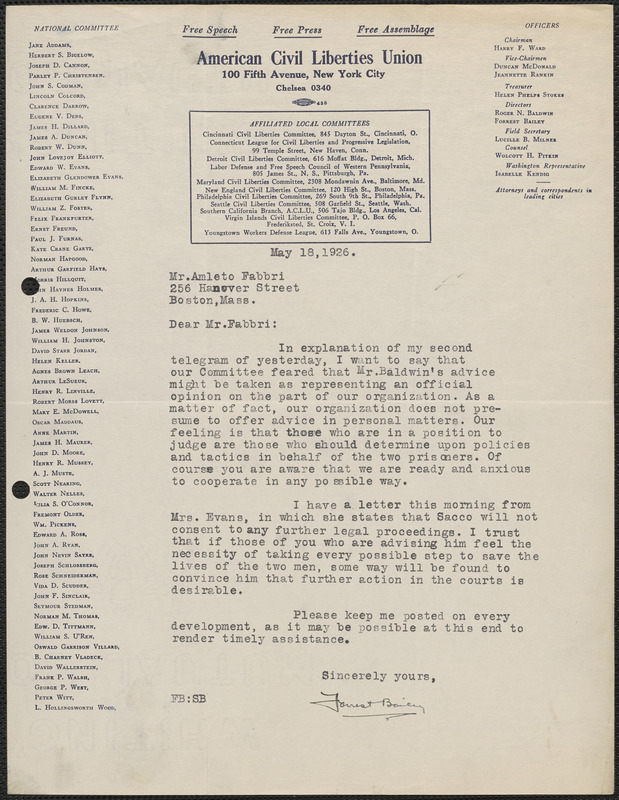 NATIONAL COMMITTEE
JANE ADDAMS,
HERBERT S. BIGELOW,
JOSEPH D. CANNON,
PARLEY P. CHRISTENSEN,
JOHN S. CODMAN,
LINCOLN COLCORD,
CLARENCE DARROW,
EUGENE V. DEBS,
JAMES H. DILLARD,
JAMES A. DUNCAN,
ROBERT W. DUNN,
JOHN LOVEJOY ELLIOTT,
EDWARD W. EVANS,
ELIZABETH GLENDOWER EVANS,
WILLIAM M. FINCKE,
ELIZABETH GURLEY FLYNN,
WILLIAM Z. FOSTER,
FELIX FRANKFURTER,
ERNST FREUND,
PAUL J. FURNAS,
KATE CRANE GARTZ,
NORMAN HAPGOOD,
ARTHUR GARFIELD HAYS,
MORRIS HILLQUIT,
HAYNES HOLMES,
J. A. H. HOPKINS,
FREDERIC C. HOWE,
B. W. HUEBSCH,
JAMES WELDON JOHNSON,
WILLIAM H. JOHNSTON,
DAVID STARR JORDAN,
HELEN KELLER,
AGNES BROWN LEACH,
ARTHUR LESUEUR,
HENRY R. LINVILLE,
ROBERT MORSS LOVETT,
MARY E. MCDOWELL,
OSCAR MADDAUS,
ANNE MARTIN,
JAMES H. MAURER,
JOHN D. MOORE,
HENRY R. MUSSEY,
A. J. MUSTE,
SCOTT NEARING,
WALTER NELLES,
JULIA S. O'CONNOR,
FREMONT OLDER,
WM. PICKENS,
EDWARD A. ROSS,
JOHN A. RYAN,
JOHN NEVIN SAYRE,
JOSEPH SCHLOSSBERG,
ROSE SCHNEIDERMAN,
VIDA D. SCUDDER,
JOHN F. SINCLAIR,
SEYMOUR STEDMAN,
NORMAN M. THOMAS,
EDW. D. TITTMANN,
WILLIAM S. U'REN,
OSWALD GARRISON VILLARD,
B. CHARNEY VLADECK,
DAVID WALLERSTEIN,
FRANK P. WALSH,
GEORGE P. WEST,
PETER WITT,
L. HOLLINGSWORTH WOOD,
Free Speech Free Press Free Assemblage
American Civil Liberties Union
100 Fifth Avenue, New York City
Chelsea 0340
AFFILIATED LOCAL COMMITTEES
Cincinnati Civil Liberties Committee, 845 Dayton St., Cincinnati, O.
Connecticut League for Civil Liberties and Progressive Legislation,
99 Temple Street, New Haven, Conn.
Detroit Civil Liberties Committee, 616 Moffat Bldg., Detroit, Mich.
Labor Defense and Free Speech Council of Western Pennsylvania,
805 James St., N. S., Pittsburgh, Pa.
Maryland Civil Liberties Committee, 2308 Mondawmin Ave., Baltimore, Md.
New England Civil Liberties Committee, 120 High St., Boston, Mass.
Philadelphia Civil Liberties Committee, 269 South 9th St., Philadelphia, Pa.
Seattle Civil Liberties Committee, 508 Garfield St., Seattle, Wash.
Southern California Branch, A.C.L.U., 506 Tajo Bldg., Los Angeles, Cal.
Virgin Islands Civil Liberties Committee, P. O. Box 66,
Frederiksted, St. Croix, V. I.
Youngstown Workers Defense League, 613 Falls Ave., Youngstown, O.
OFFICERS
Chairman
HARRY F. WARD
Vice-Chairmen
DUNCAN MCDONALD
JEANNETTE RANKIN
Treasurer
HELEN PHELPS STOKES
Directors
ROGER N. BALDWIN
FORREST BAILEY
Field Secretary
LUCILLE B. MILNER
Counsel
WOLCOTT H. PITKIN
Washington Representative
ISABELLE KENDIG
Attorneys and correspondents in
leading cities
May 18,1926.
Mr.Amleto Fabbri
256 Hanover Street
Boston,Mass.
Dear Mr.Fabbri:
In explanation of my second
telegram of yesterday, I want to say that
our Committee feared that Mr.Baldwin's advice
might be taken as representing an official
opinion on the part of our organization. As a
matter of fact, our organization does not pre-
sume to offer advice in personal matters. Our
feeling is that those who are in a position to
judge are those who should determine upon policies
and tactics in behalf of the two prisoners. Of
course you are aware that we are ready and anxious
to cooperate in any possible way.
I have a letter this morning from
Mrs. Evans, in which she states that Sacco will not
consent to any further legal proceedings. I trust
that if those of you who are advising him feel the
necessity of taking every possible step to save the
lives of the two men, some way will be found to
convince him that further action in the courts is
desirable.
Please keep me posted on every
development, as it may be possible at this end to
render timely assistance.
Sincerely yours,
FB:SB
Forrest Bailey